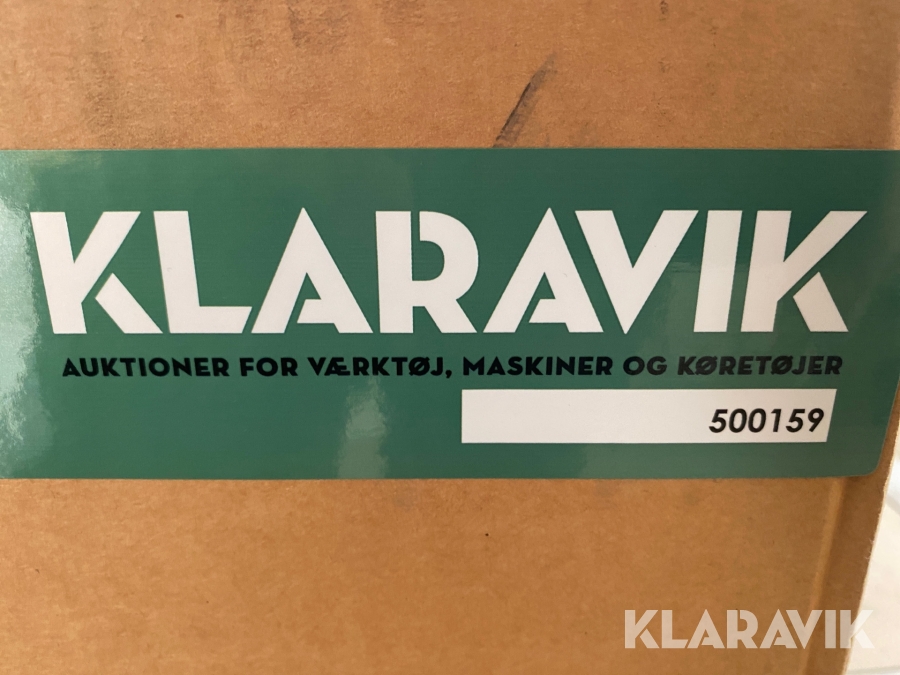 KLARAVIK
AUKTIONER FOR VÆRKTØJ, MASKINER OG KØRETØJER
500159
KLARAVIK